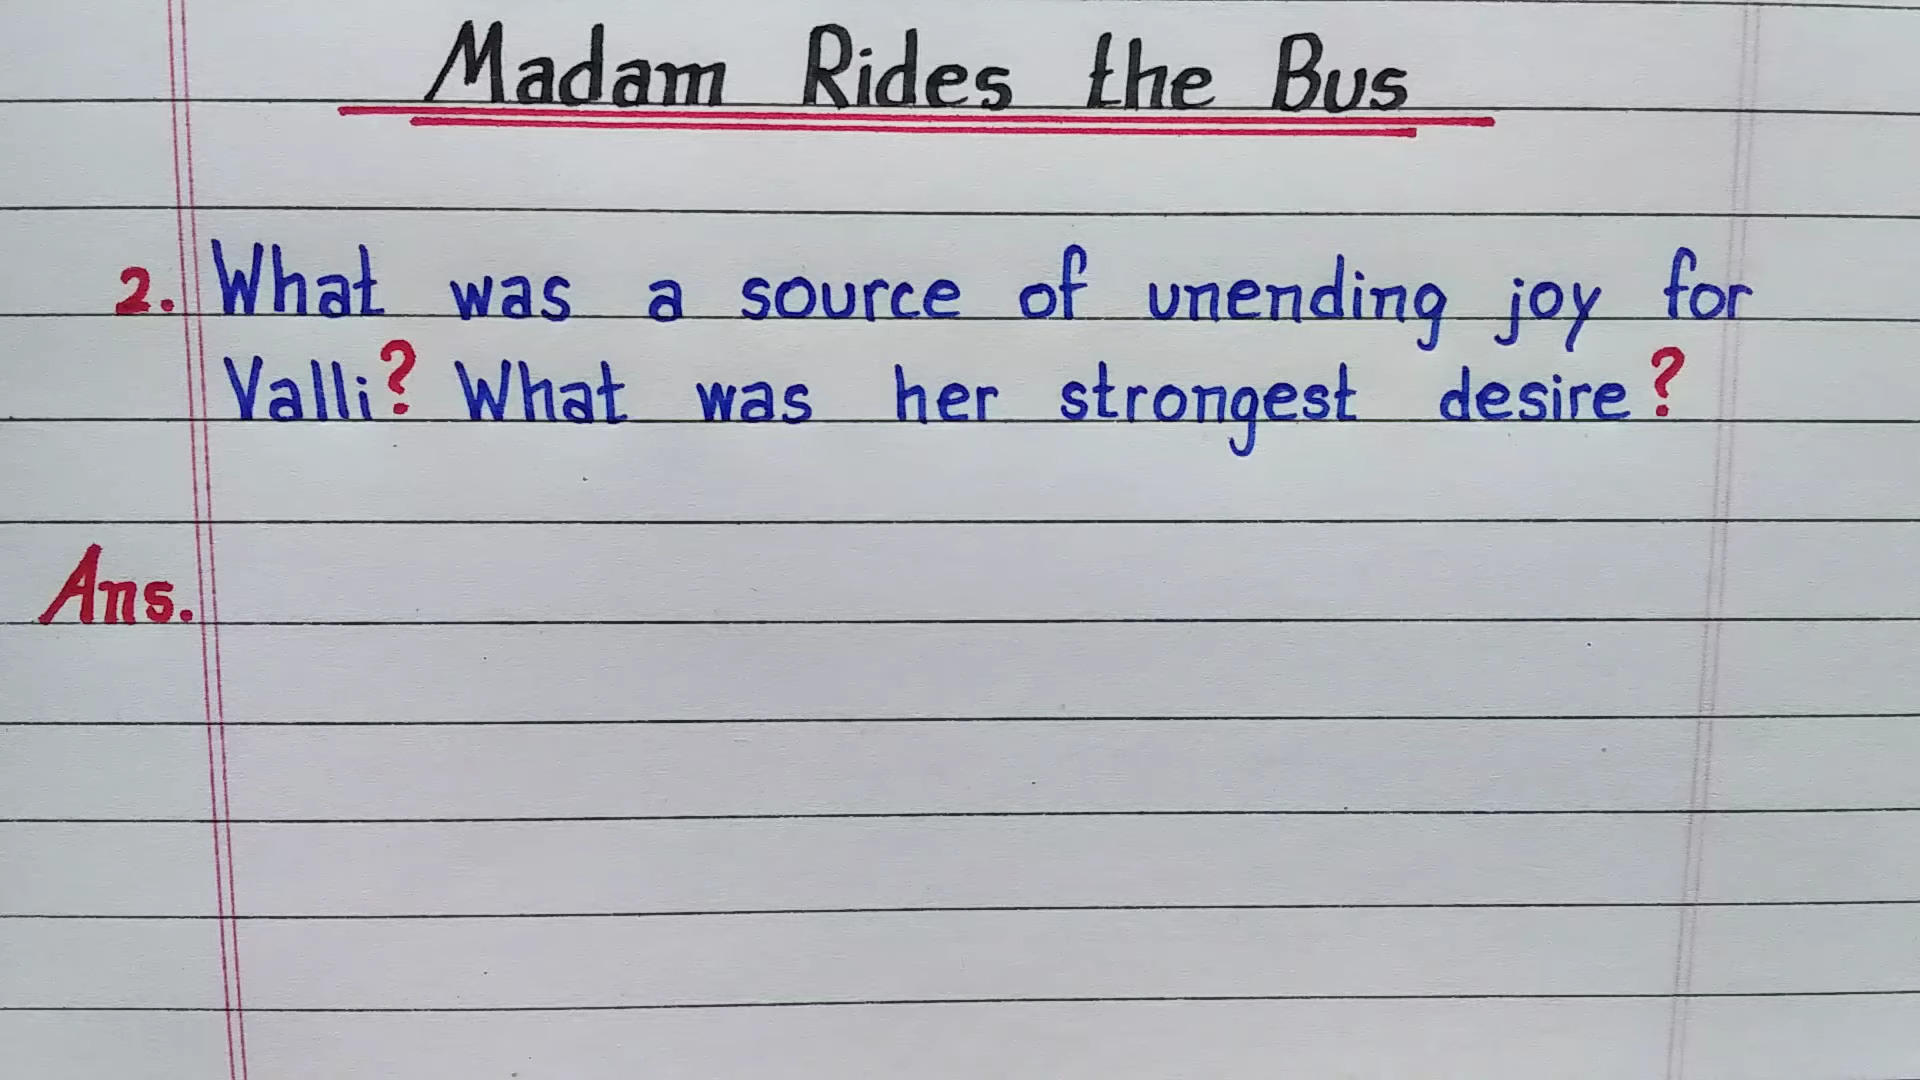 Madam Rides the Bus
2. What was a source of unending joy for
Valli? What was her strongest desire?
Ans.